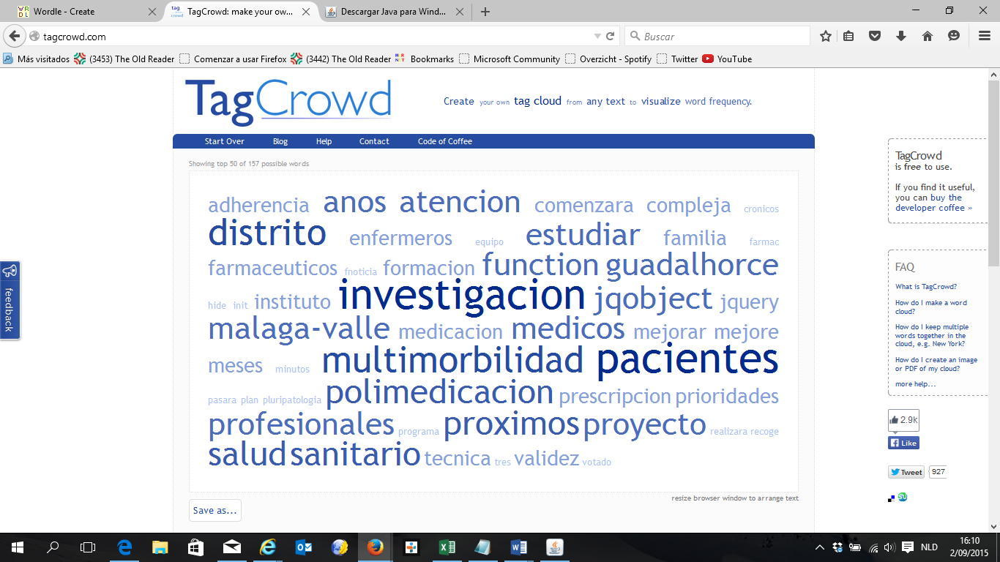 Wordle - Create
TagCrowd: make your ow...
Descargar Java para Wind...
tagcrowd.com
Buscar
Más visitados (3453) The Old Reader Comenzar a usar Firefox (3442) The Old Reader Bookmarks Microsoft Community Overzicht - Spotify Twitter YouTube
TagCrowd
Create your own tag cloud from any text to visualize word frequency.
Start Over Blog Help Contact Code of Coffee
Showing top 50 of 157 possible words
adherencia anos atencion comenzara compleja cronicos
distrito enfermeros equipo estudiar familia farmac
farmaceuticos fnoticia formacion function guadalhorce
hide init instituto investigacion jqobject jquery
malaga-valle medicacion medicos mejorar mejore
meses minutos multimorbilidad pacientes
pasara plan pluripatologia polimedicacion prescripcion prioridades
profesionales programa proximos proyecto realizara recoge
salud sanitario tecnica tres validez votado
resize browser window to arrange text
Save as...
feedback
TagCrowd
is free to use.
If you find it useful,
you can buy the
developer coffee »
FAQ
What is TagCrowd?
How do I make a word
cloud?
How do I keep multiple
words together in the
cloud, e.g. New York?
How do I create an image
or PDF of my cloud?
more help...
2.9k
Like
Tweet 927
NLD
16:10
2/09/2015